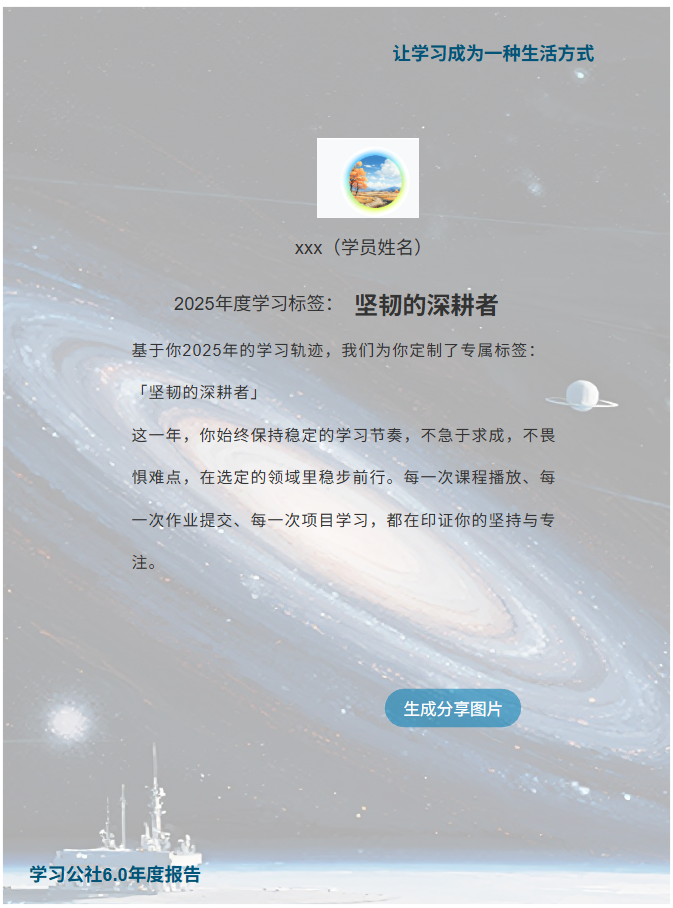 让学习成为一种生活方式
xxx（学员姓名）
2025年度学习标签： 坚韧的深耕者
基于你2025年的学习轨迹，我们为你定制了专属标签：
「坚韧的深耕者」
这一年，你始终保持稳定的学习节奏，不急于求成，不畏
惧难点，在选定的领域里稳步前行。每一次课程播放、每
一次作业提交、每一次项目学习，都在印证你的坚持与专
注。
生成分享图片
学习公社6.0年度报告